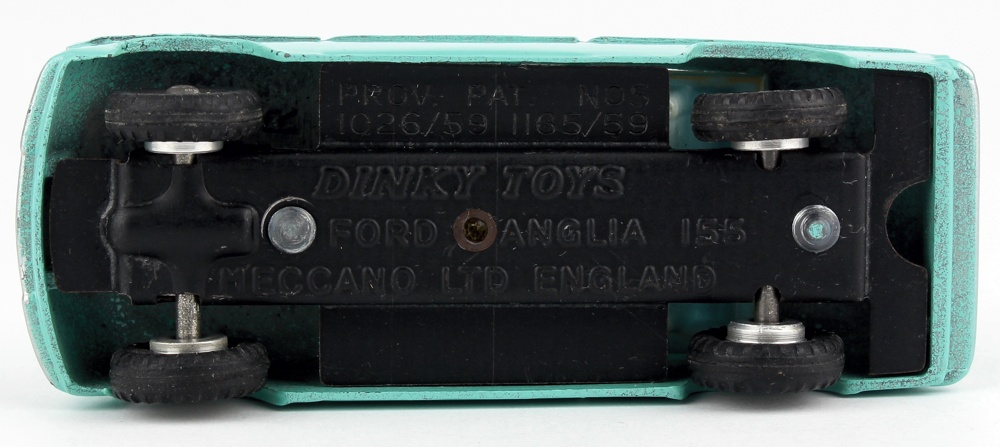 PROV. PAT. NOS
1026/59 1165/59
DINKY TOYS
FORD ANGLIA 155
MECCANO LTD ENGLAND